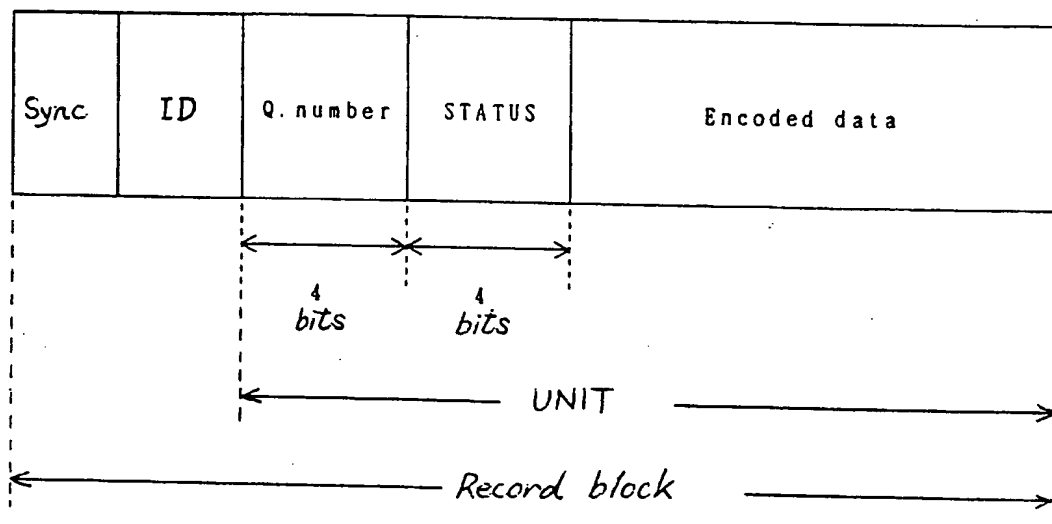 Sync ID Q. number STATUS Encoded data
4 4
bits bits
UNIT
Record block